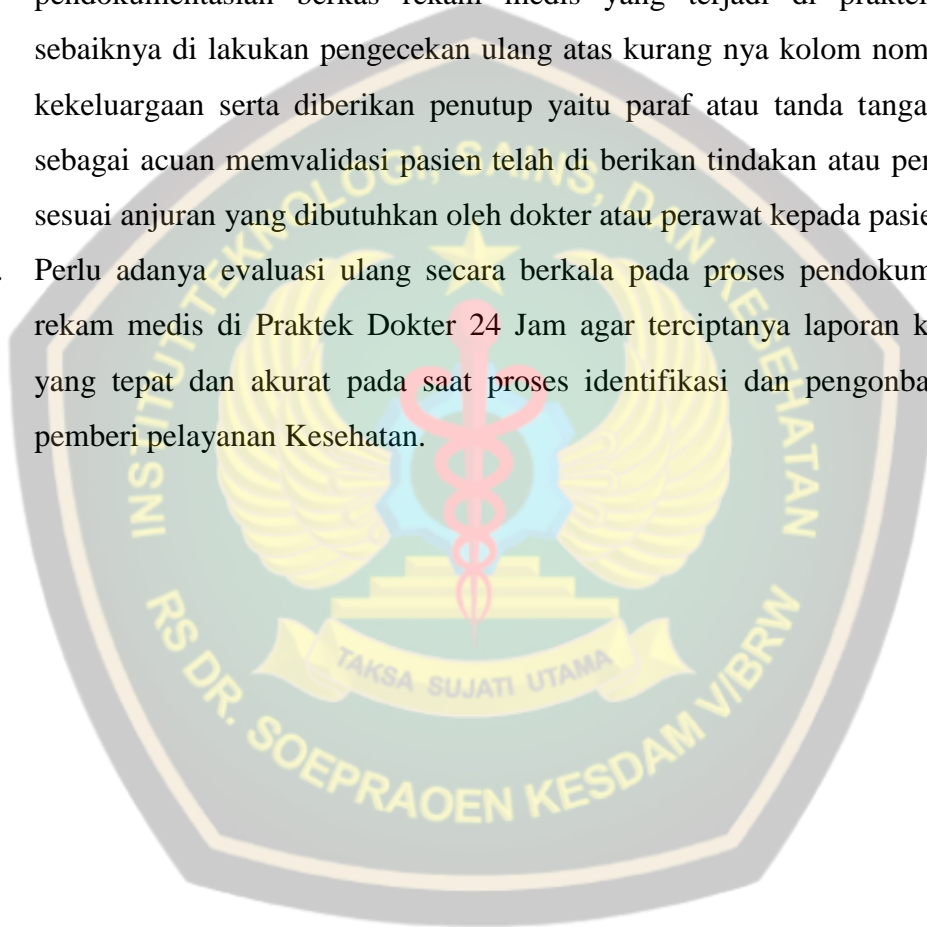 pendokumentasian berkas rekam medis yang terjadi di praktek
sebaiknya di lakukan pengecekan ulang atas kurang nya kolom nom
kekeluargaan serta diberikan penutup yaitu paraf atau tanda tanga
sebagai acuan memvalidasi pasien telah di berikan tindakan atau per
sesuai anjuran yang dibutuhkan oleh dokter atau perawat kepada pasie
Perlu adanya evaluasi ulang secara berkala pada proses pendokum
rekam medis di Praktek Dokter 24 Jam agar terciptanya laporan k
yang tepat dan akurat pada saat proses identifikasi dan pengonba
pemberi pelayanan Kesehatan.
INSTITUT TEKNOLOGI, SAINS, DAN KESEHATAN
TAKSA SUJATI UTAMA
RS DR. SOEPRAOEN KESDAM V/BRW